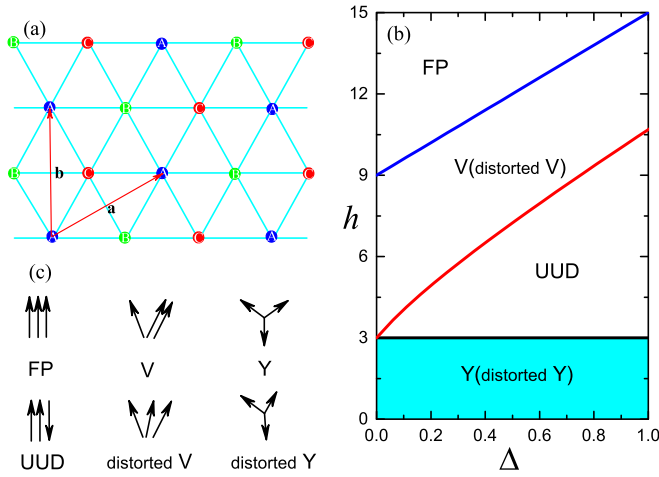 (a)
B C A B C
A B C A
b
B C A B C
a
A B C A
(b)
15
12
9
6
3
0
h
FP
V(distorted V)
UUD
Y(distorted Y)
0.0 0.2 0.4 0.6 0.8 1.0
Δ
(c)
FP V Y
UUD distorted V distorted Y